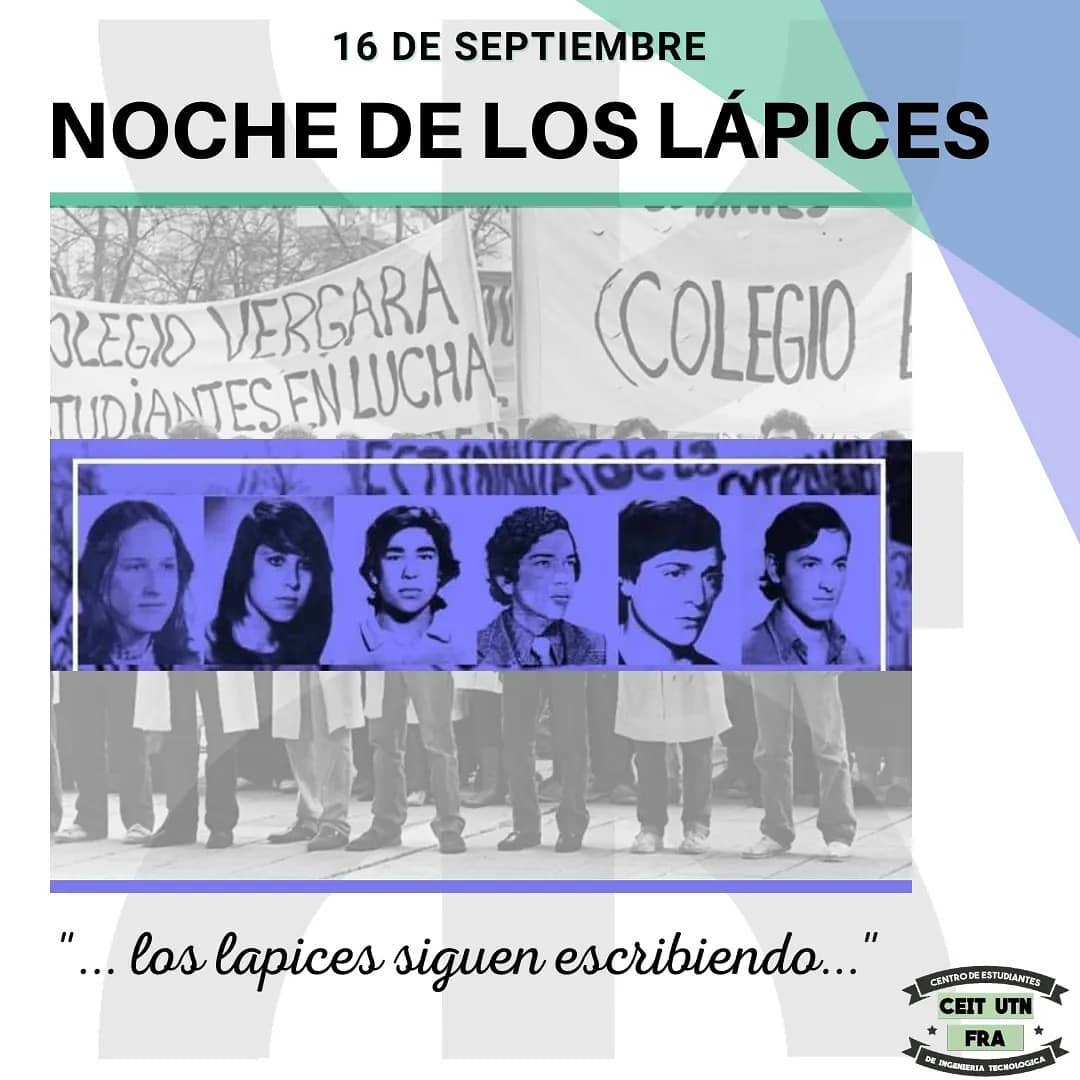 16 DE SEPTIEMBRE
NOCHE DE LOS LÁPICES
OLEGIO VERGARA
TUDIANTES EN LUCHA
(COLEGIO
"... los lapices siguen escribiendo..."
CENTRO DE ESTUDIANTES
CEIT UTN
FRA
DE INGENIERIA TECNOLOGICA